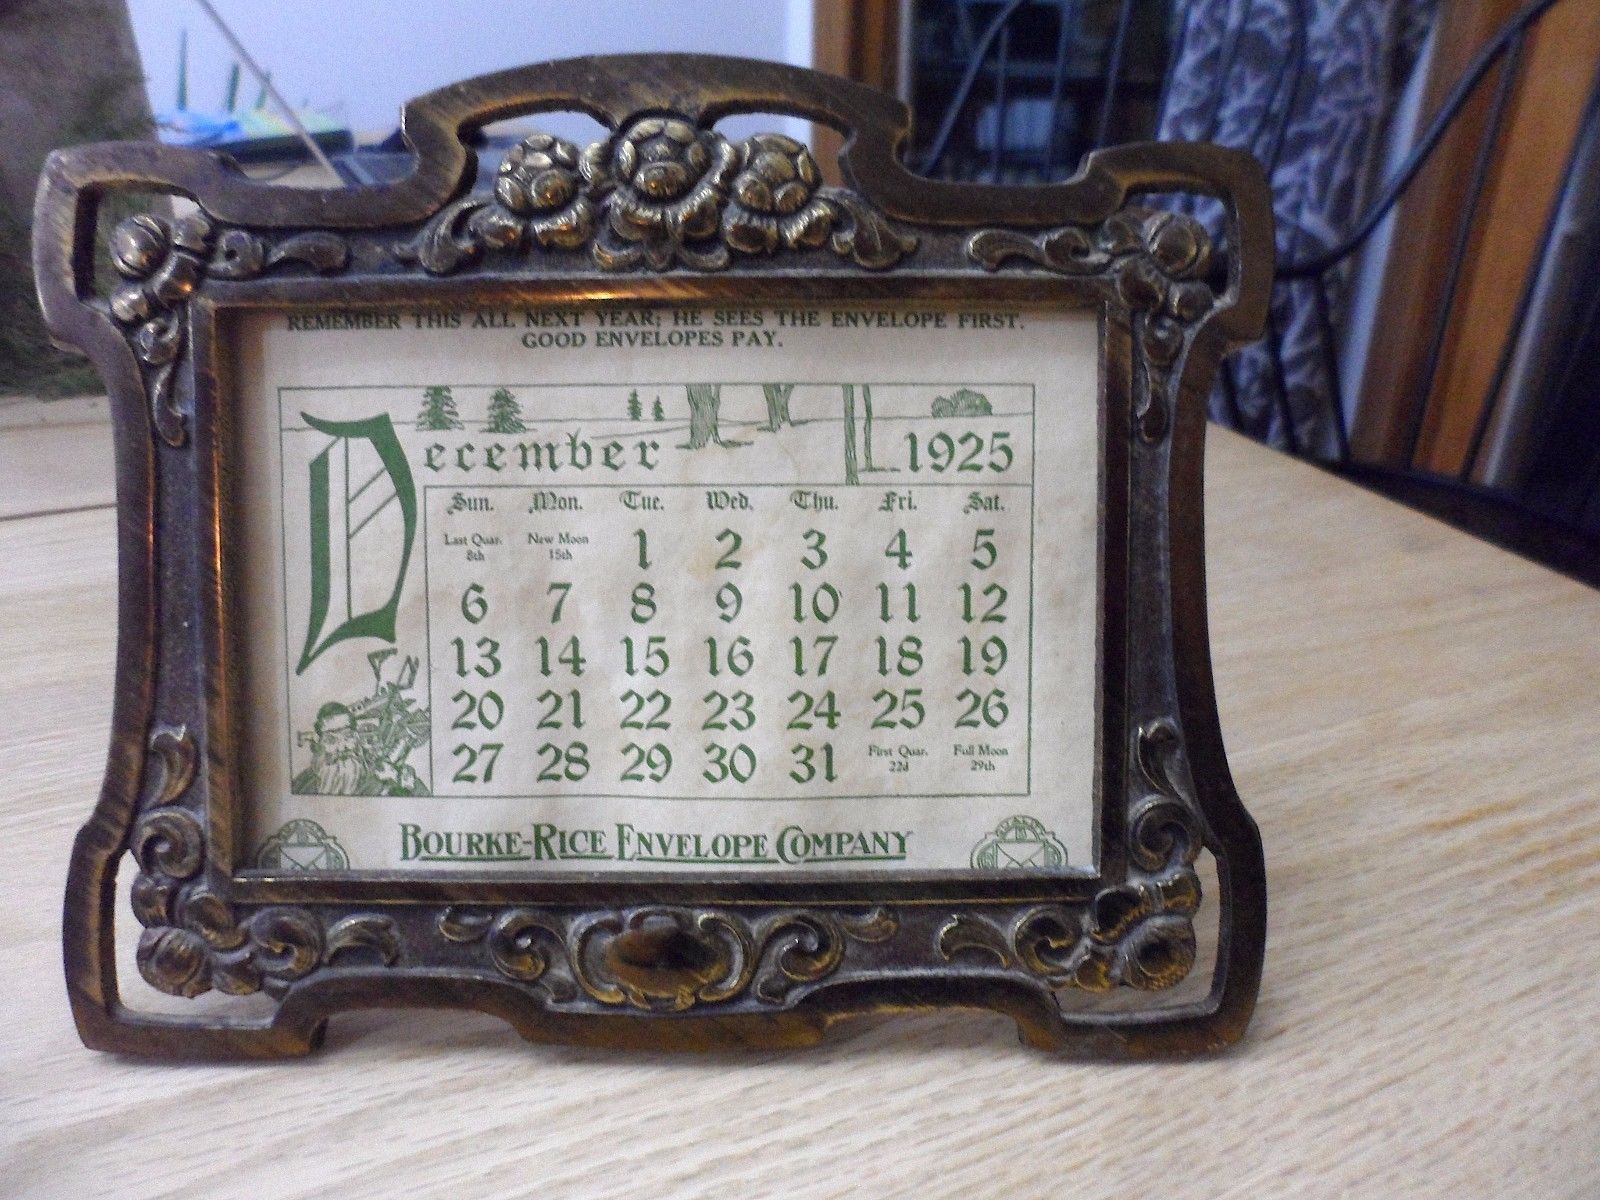 REMEMBER THIS ALL NEXT YEAR; HE SEES THE ENVELOPE FIRST.
GOOD ENVELOPES PAY.
December 1925
Sun. Mon. Tue. Wed. Thu. Fri. Sat.
Last Quar. 8th New Moon 15th 1 2 3 4 5
6 7 8 9 10 11 12
13 14 15 16 17 18 19
20 21 22 23 24 25 26
27 28 29 30 31 First Quar. 22d Full Moon 29th
BOURKE-RICE ENVELOPE COMPANY